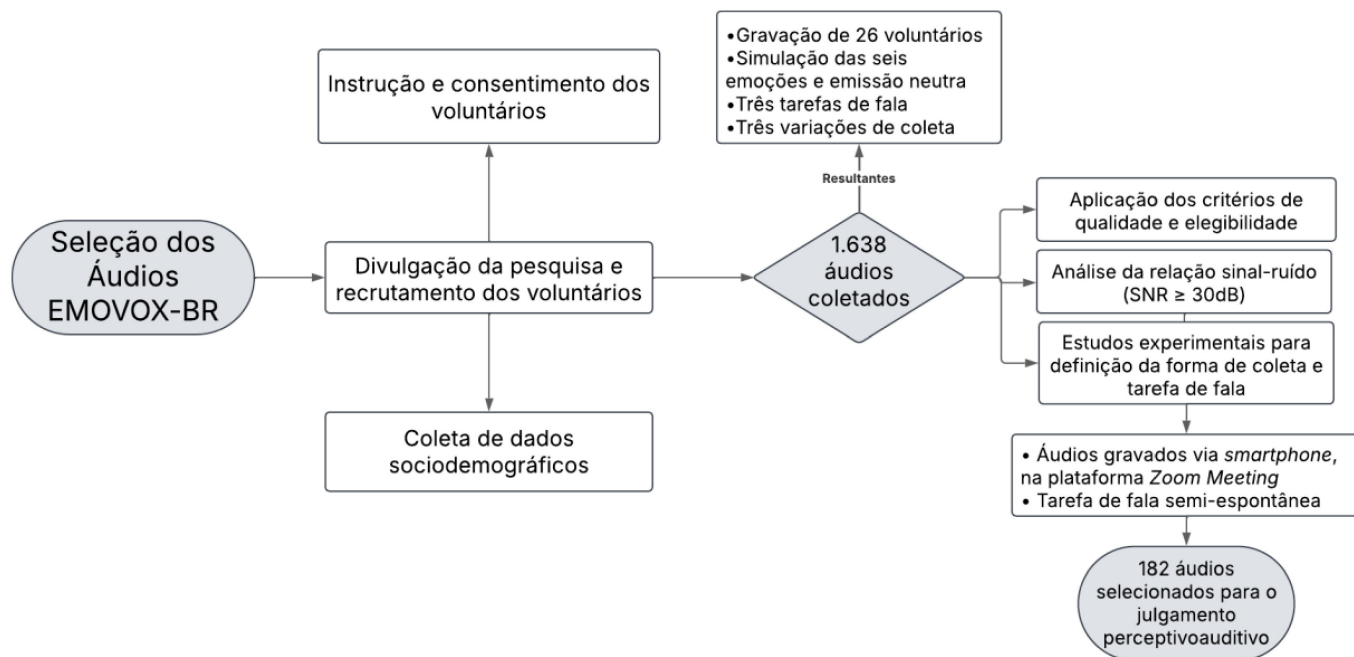 Seleção dos
Áudios
EMOVOX-BR
Instrução e consentimento dos
voluntários
Divulgação da pesquisa e
recrutamento dos voluntários
Coleta de dados
sociodemográficos
•Gravação de 26 voluntários
•Simulação das seis
emoções e emissão neutra
•Três tarefas de fala
•Três variações de coleta
Resultantes
1.638
áudios
coletados
Aplicação dos critérios de
qualidade e elegibilidade
Análise da relação sinal-ruído
(SNR ≥ 30dB)
Estudos experimentais para
definição da forma de coleta e
tarefa de fala
• Áudios gravados via smartphone,
na plataforma Zoom Meeting
• Tarefa de fala semi-espontânea
182 áudios
selecionados para o
julgamento
perceptivoauditivo